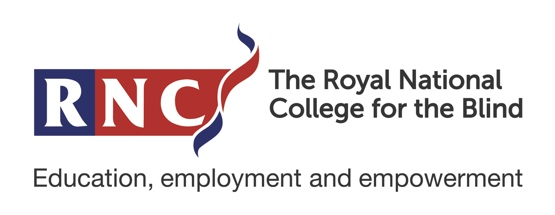 RNC
The Royal National
College for the Blind
Education, employment and empowerment